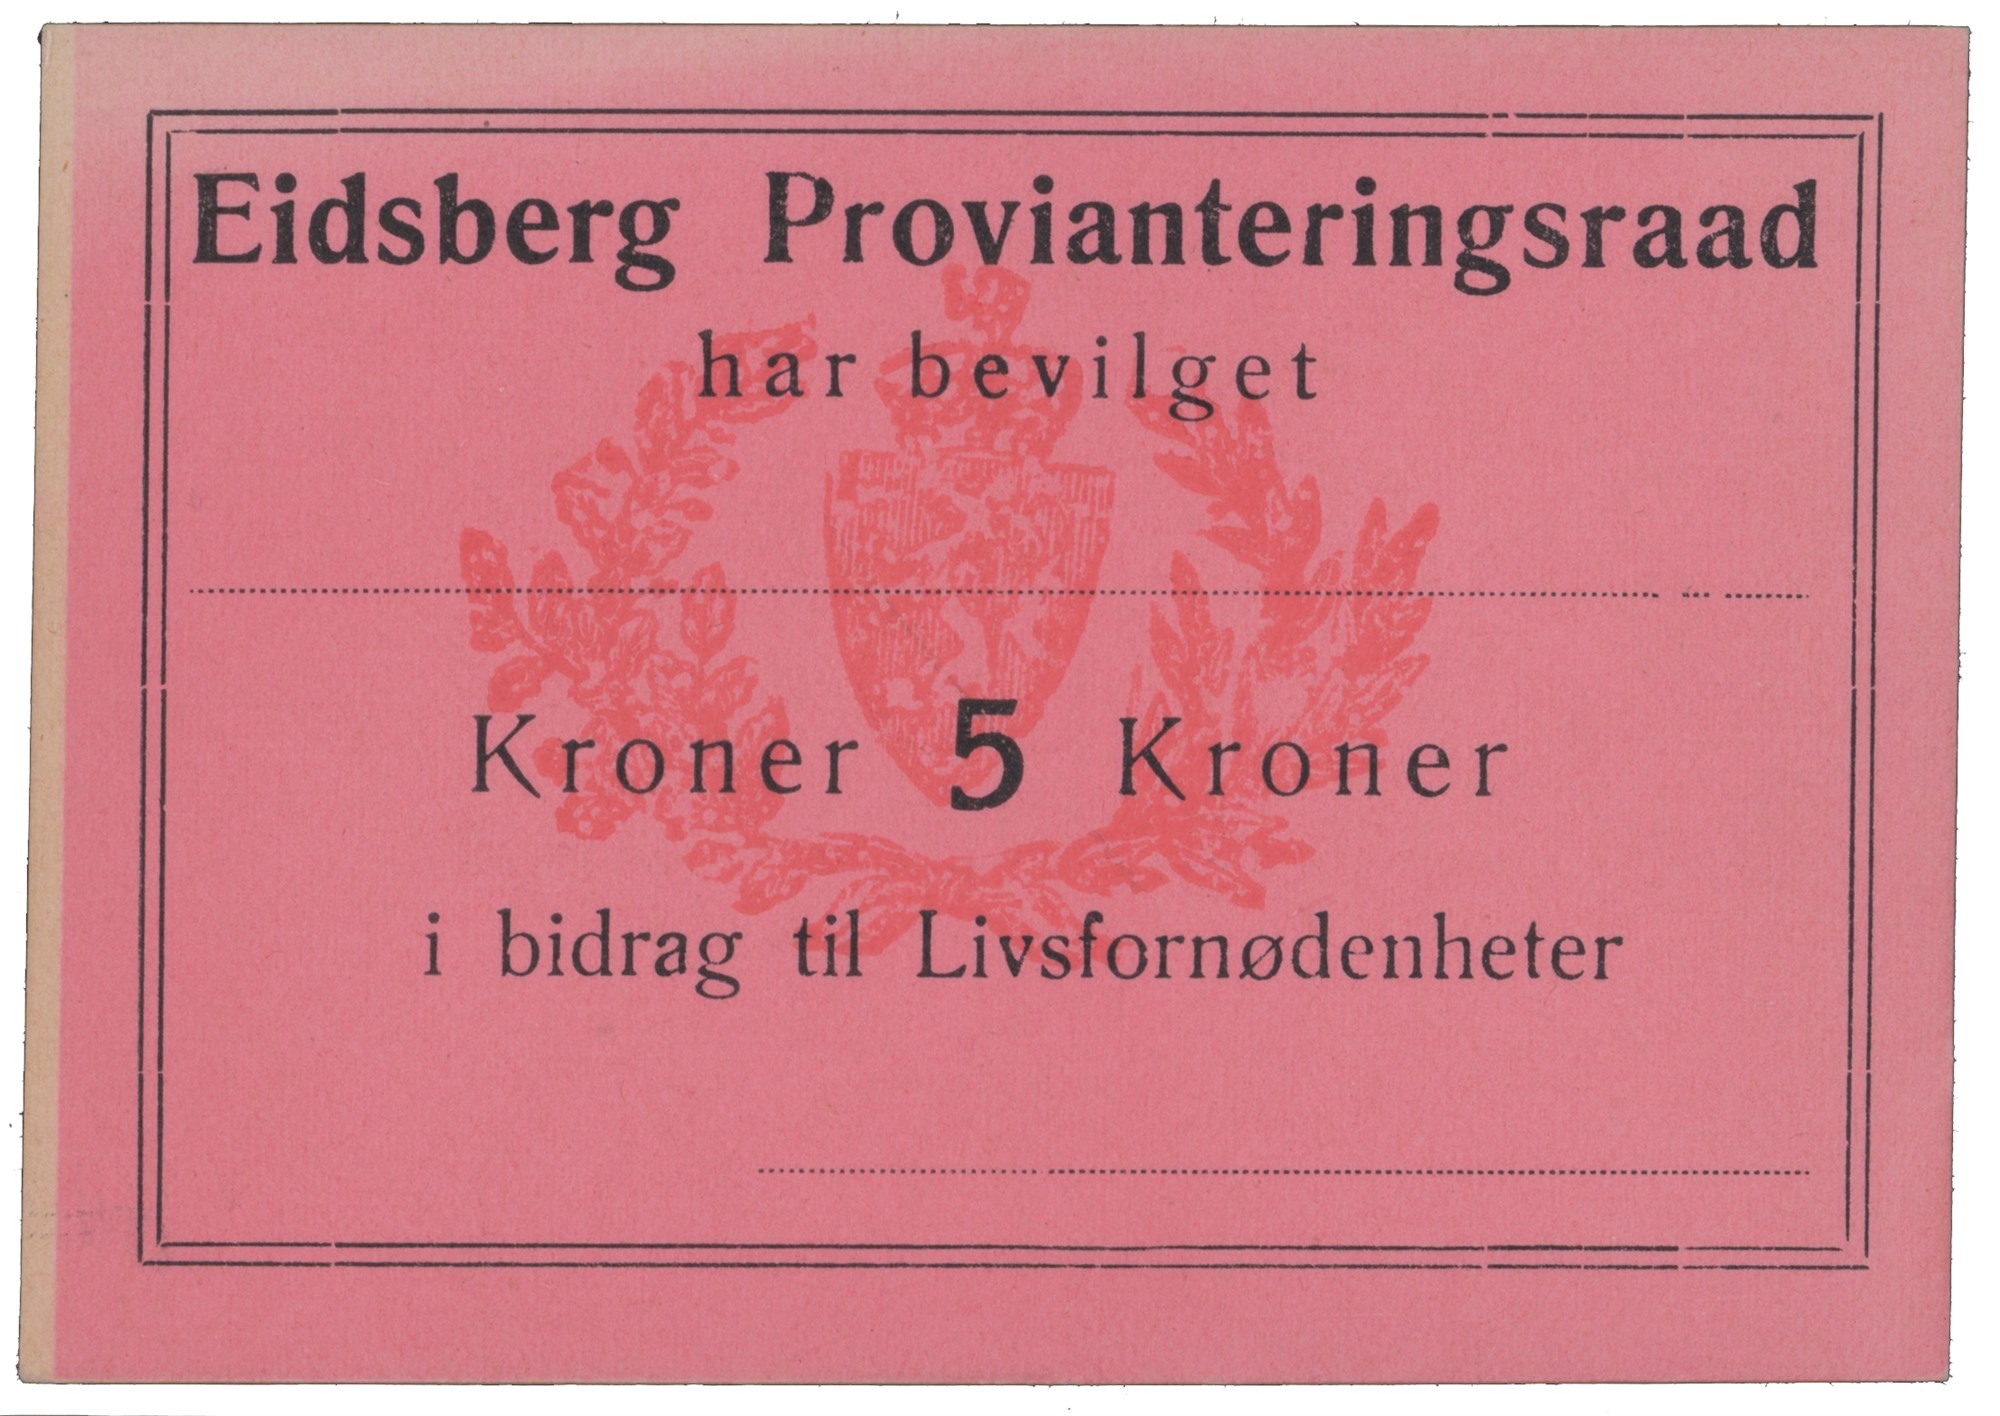 Eidsberg Provianteringsraad
har bevilget
Kroner 5 Kroner
i bidrag til Livsfornødenheter